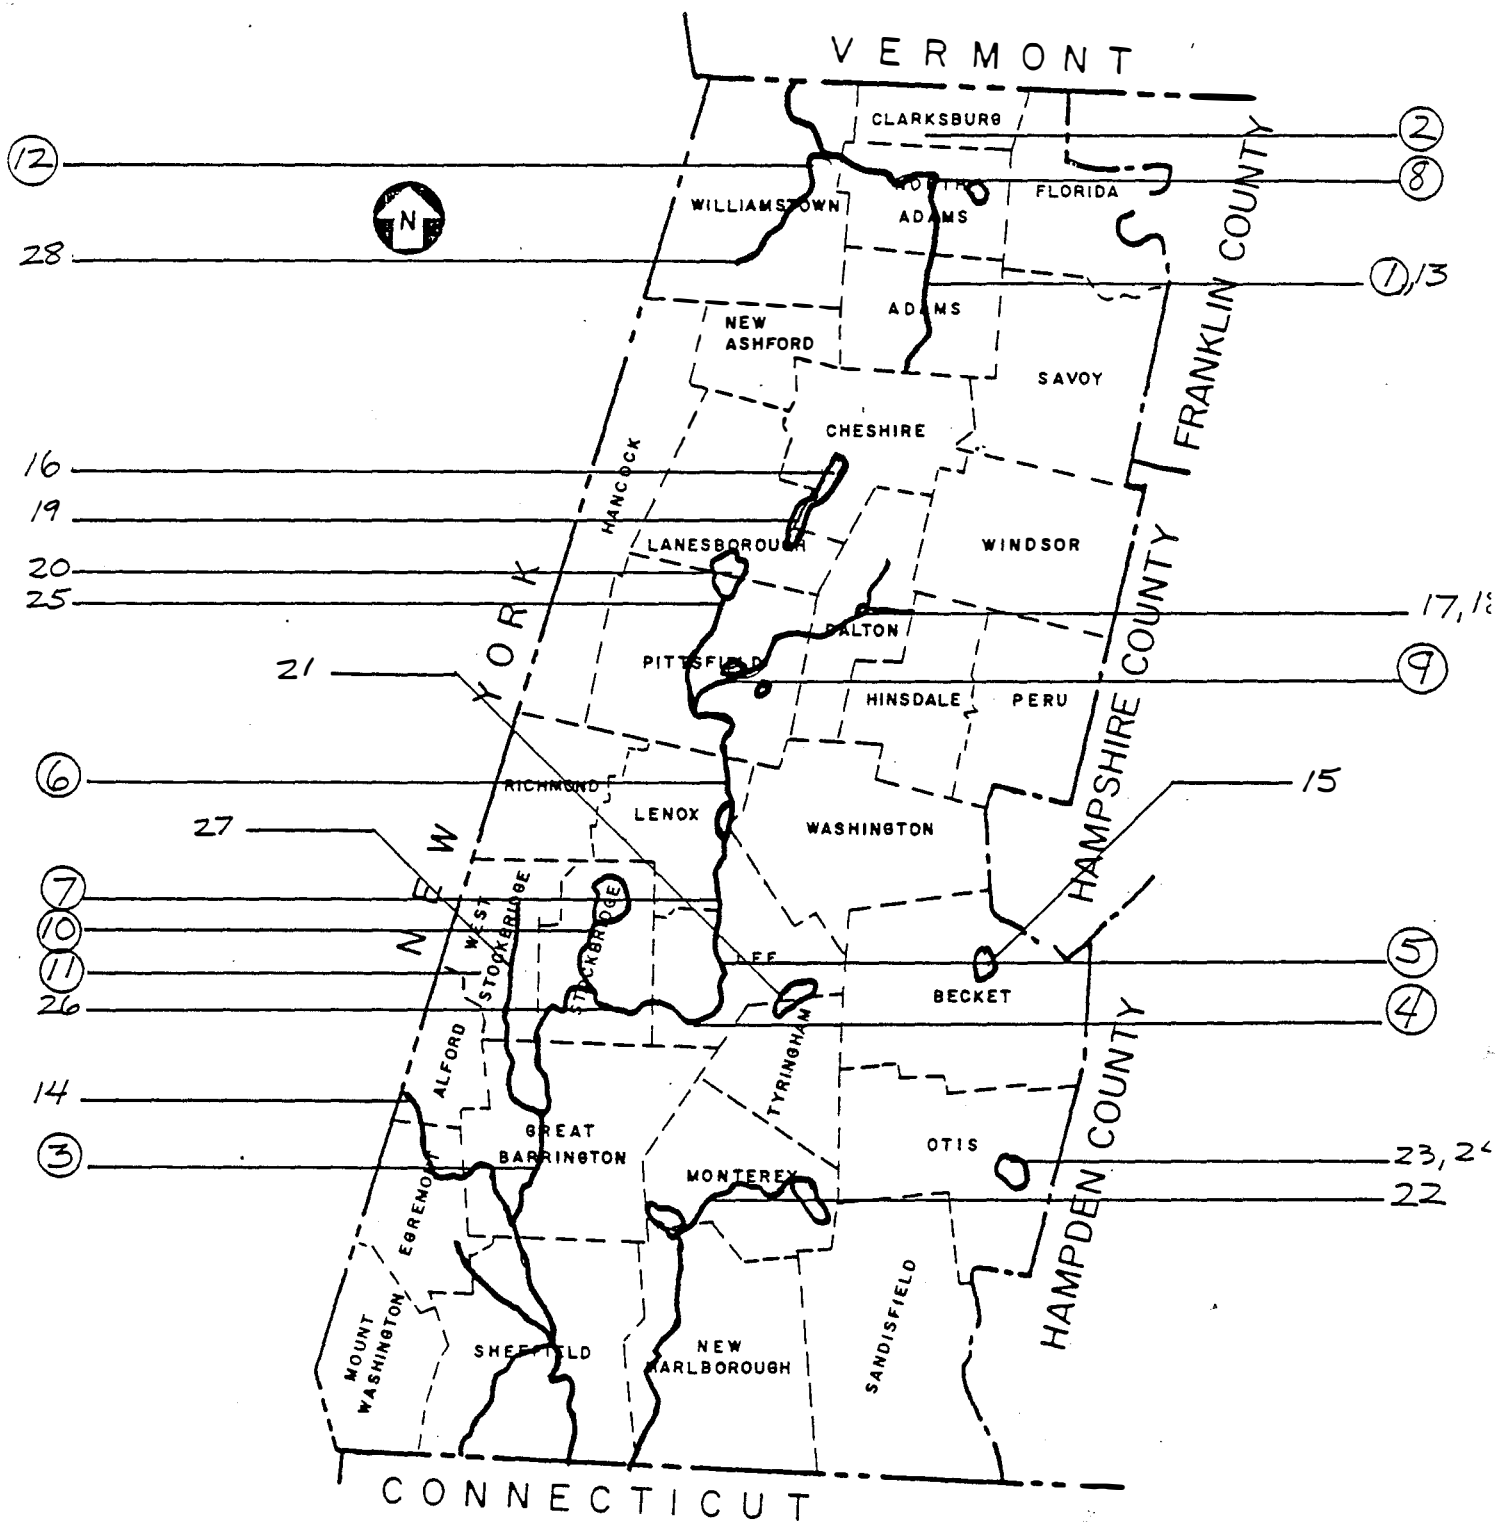 VERMONT
CLARKSBURG
2
12
8
NORTH
ADAMS
FLORIDA
WILLIAMSTOWN
N
28
1, 13
ADAMS
NEW
ASHFORD
SAVOY
FRANKLIN COUNTY
CHESHIRE
HANCOCK
16
19
LANESBOROUGH
WINDSOR
20
25
17, 18
DALTON
NEW YORK
21
PITTSFIELD
9
HINSDALE
PERU
HAMPSHIRE COUNTY
6
RICHMOND
15
LENOX
WASHINGTON
27
7
10
11
26
WEST
STOCKBRIDGE
STOCKBRIDGE
LEE
5
BECKET
4
ALFORD
TYRINGHAM
14
GREAT
BARRINGTON
OTIS
3
23, 24
MONTEREY
22
EGREMONT
HAMPDEN COUNTY
MOUNT
WASHINGTON
SHEFFIELD
NEW
MARLBOROUGH
SANDISFIELD
CONNECTICUT